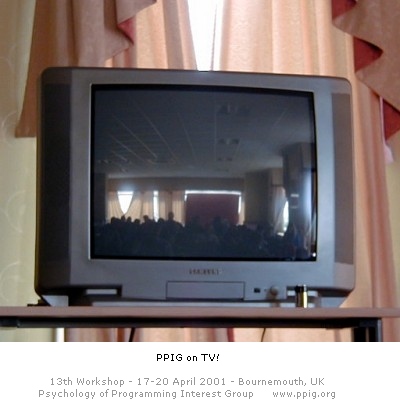 PPIG on TV!
13th Workshop - 17-20 April 2001 - Bournemouth, UK
Psychology of Programming Interest Group www.ppig.org